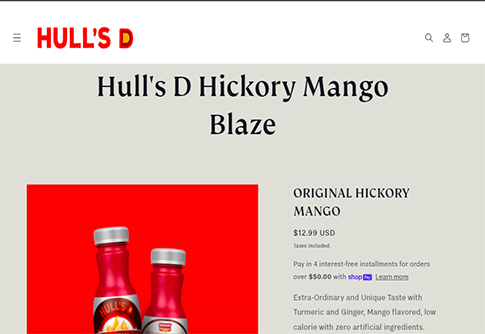 HULL'S D
Hull's D Hickory Mango
Blaze
ORIGINAL HICKORY
MANGO
$12.99 USD
Taxes included.
Pay in 4 interest-free installments for orders
over $50.00 with shop Pay Learn more
Extra-Ordinary and Unique Taste with
Turmeric and Ginger, Mango flavored, low
calorie with zero artificial ingredients.
HULL'S D